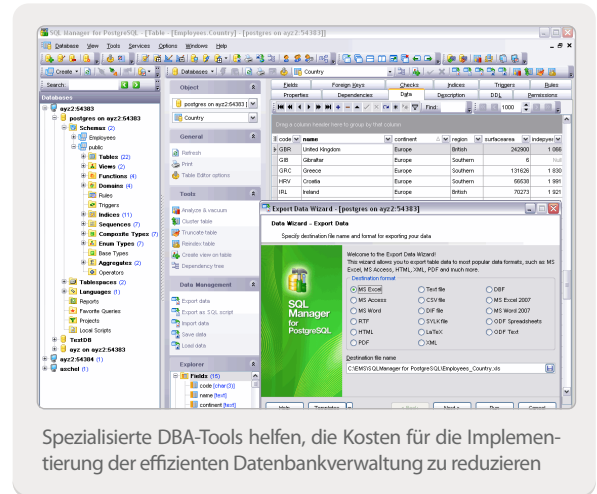 SQL Manager for PostgreSQL - [Table - [Employees.Country] - [postgres on ayz2:54383]]
Database View Tools Services Options Windows Help
Create
Databases
Country
Search:
Databases
ayz2:54383
postgres on ayz2:54383
Schemas (2)
Employees
public
Tables (22)
Views (2)
Functions (4)
Domains (4)
Rules
Triggers
Indices (11)
Sequences (7)
Composite Types (7)
Enum Types (7)
Base Types
Aggregates (2)
Operators
Tablespaces (2)
Languages (1)
Reports
Favorite Queries
Projects
Local Scripts
TestDB
ayz on ayz2:54383
ayz2:54384 (1)
aschel (1)
Object
postgres on ayz2:54383]
Country
General
Refresh
Print
Table Editor options
Tools
Analyze & vacuum
Cluster table
Truncate table
Reindex table
Create view on table
Dependency tree
Data Management
Export data
Export as SQL script
Import data
Save data
Load data
Explorer
Fields (15)
code [char(3)]
name [text]
continent [text]
Fields Foreign Keys Checks Indices Triggers Rules
Properties Dependencies Data Description DDL Permissions
Find: 1000
Drag a column header here to group by that column
code name continent region surfacearea indepyear
GBR United Kingdom Europe British 242900 1 066
GIB Gibraltar Europe Southern 6 Null
GRC Greece Europe Southern 131626 1 830
HRV Croatia Europe Southern 56538 1 991
IRL Ireland Europe British 70273 1 921
Export Data Wizard - [postgres on ayz2:54383]
Data Wizard - Export Data
Specify destination file name and format for exporting your data
SQL
Manager
for
PostgreSQL
Welcome to the Export Data Wizard!
This wizard allows you to export table data to most popular data formats, such as MS
Excel, MS Access, HTML, XML, PDF and much more.
Destination format
MS Excel Text file DBF
MS Access CSV file MS Excel 2007
MS Word DIF file MS Word 2007
RTF SYLK file ODF Spreadsheets
HTML LaTeX ODF Text
PDF XML
Destination file name
C:\EMS\SQLManager for PostgreSQL\Employees_Country.xls
Help Templates Next Run Cancel
Spezialisierte DBA-Tools helfen, die Kosten für die Implemen-
tierung der effizienten Datenbankverwaltung zu reduzieren